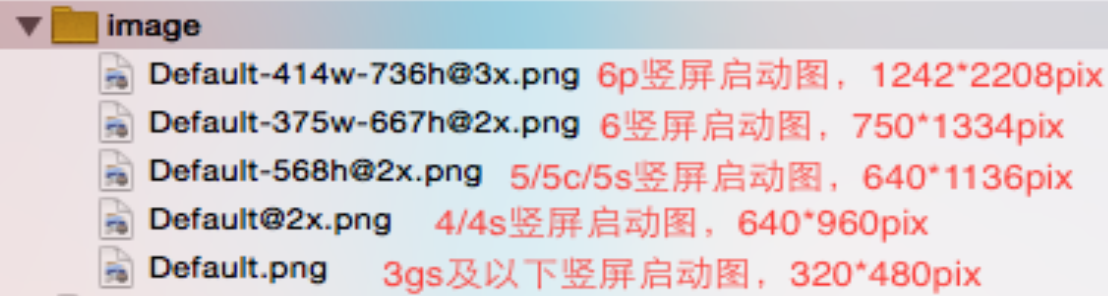 image
Default-414w-736h@3x.png 6p竖屏启动图，1242*2208pix
Default-375w-667h@2x.png 6竖屏启动图，750*1334pix
Default-568h@2x.png 5/5c/5s竖屏启动图，640*1136pix
Default@2x.png 4/4s竖屏启动图，640*960pix
Default.png 3gs及以下竖屏启动图，320*480pix